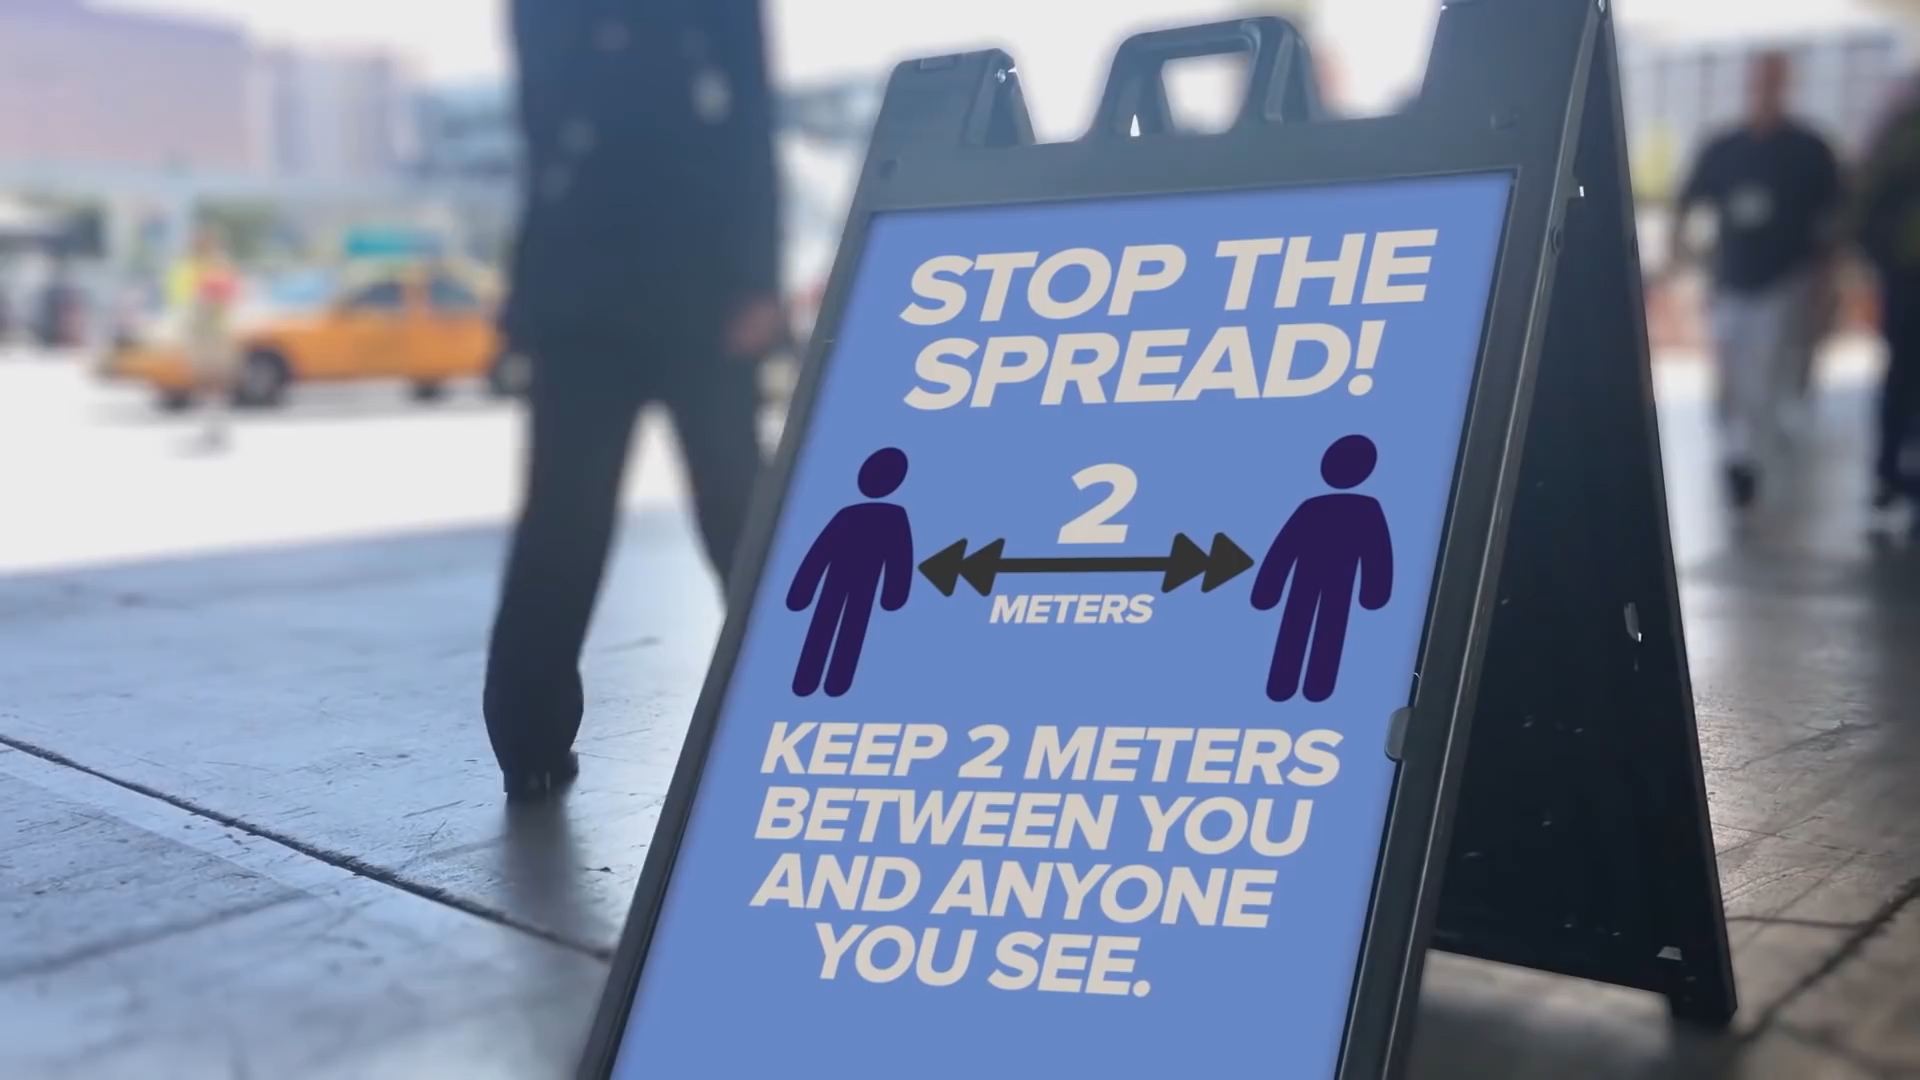 STOP THE
SPREAD!
2
METERS
KEEP 2 METERS
BETWEEN YOU
AND ANYONE
YOU SEE.